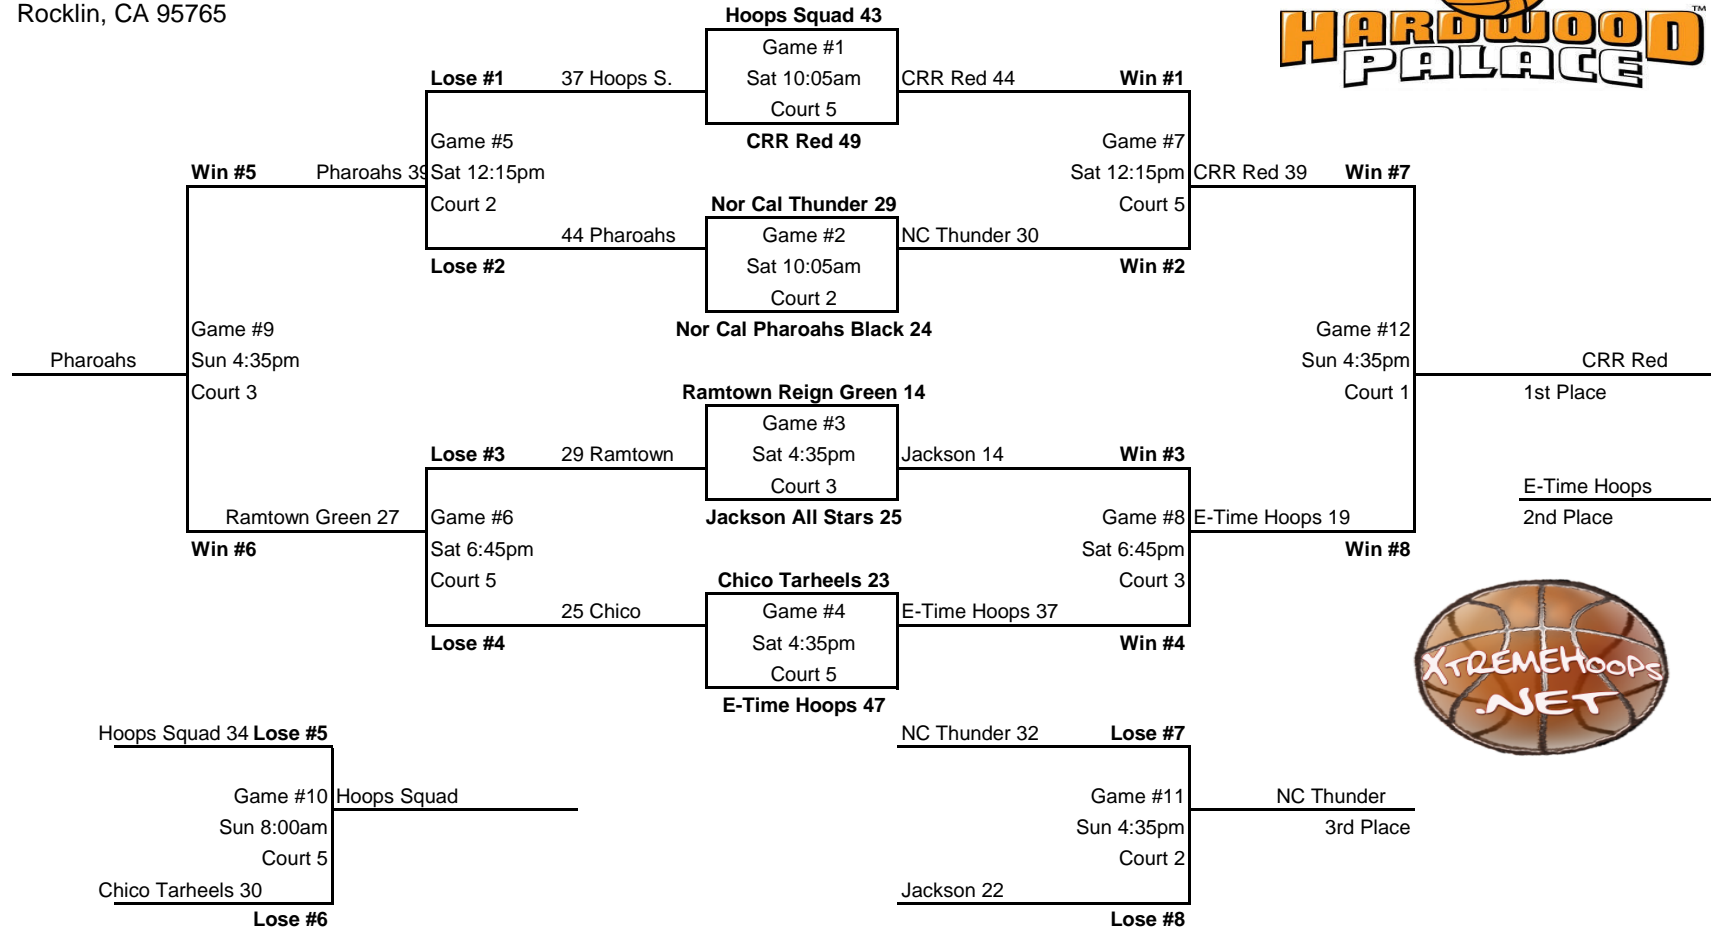 Rocklin, CA 95765
HARDWOOD PALACE™
Hoops Squad 43
Game #1
Lose #1 37 Hoops S. Sat 10:05am CRR Red 44 Win #1
Court 5
Game #5 CRR Red 49 Game #7
Win #5 Pharoahs 39 Sat 12:15pm Sat 12:15pm CRR Red 39 Win #7
Court 2 Nor Cal Thunder 29 Court 5
44 Pharoahs Game #2 NC Thunder 30
Lose #2 Sat 10:05am Win #2
Court 2
Game #9 Nor Cal Pharoahs Black 24 Game #12
Pharoahs Sun 4:35pm Sun 4:35pm CRR Red
Court 3 Ramtown Reign Green 14 Court 1 1st Place
Game #3
Lose #3 29 Ramtown Sat 4:35pm Jackson 14 Win #3
Court 3 E-Time Hoops
Ramtown Green 27 Game #6 Jackson All Stars 25 Game #8 E-Time Hoops 19 2nd Place
Win #6 Sat 6:45pm Sat 6:45pm Win #8
Court 5 Chico Tarheels 23 Court 3
25 Chico Game #4 E-Time Hoops 37
Lose #4 Sat 4:35pm Win #4
Court 5
XTREMEHOOPS
.NET
E-Time Hoops 47
Hoops Squad 34 Lose #5 NC Thunder 32 Lose #7
Game #10 Hoops Squad Game #11 NC Thunder
Sun 8:00am Sun 4:35pm 3rd Place
Court 5 Court 2
Chico Tarheels 30 Jackson 22
Lose #6 Lose #8